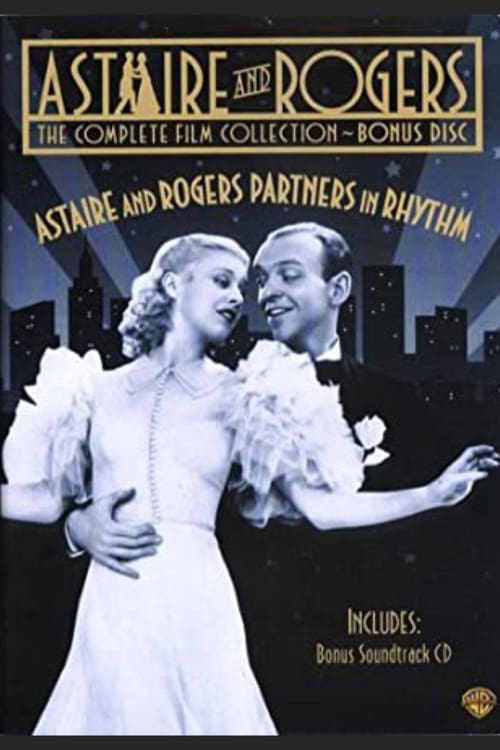 ASTAIRE AND ROGERS
THE COMPLETE FILM COLLECTION ~ BONUS DISC
ASTAIRE AND ROGERS PARTNERS IN RHYTHM
INCLUDES:
Bonus Soundtrack CD
WB